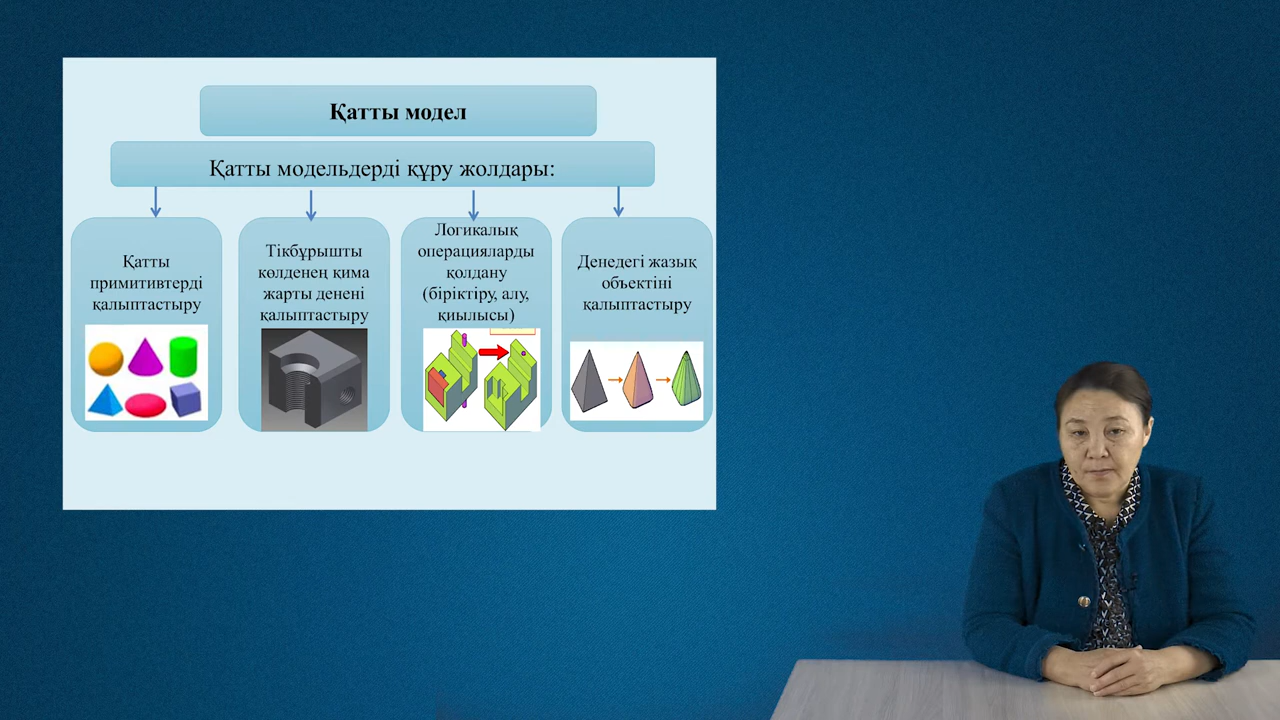 Қатты модел
Қатты модельдерді құру жолдары:
Қатты
примитивтерді
қалыптастыру
Тікбұрышты
көлденең қима
жарты денені
қалыптастыру
Логикалық
операцияларды
қолдану
(біріктіру, алу,
қиылысы)
Денедегі жазық
объектіні
қалыптастыру